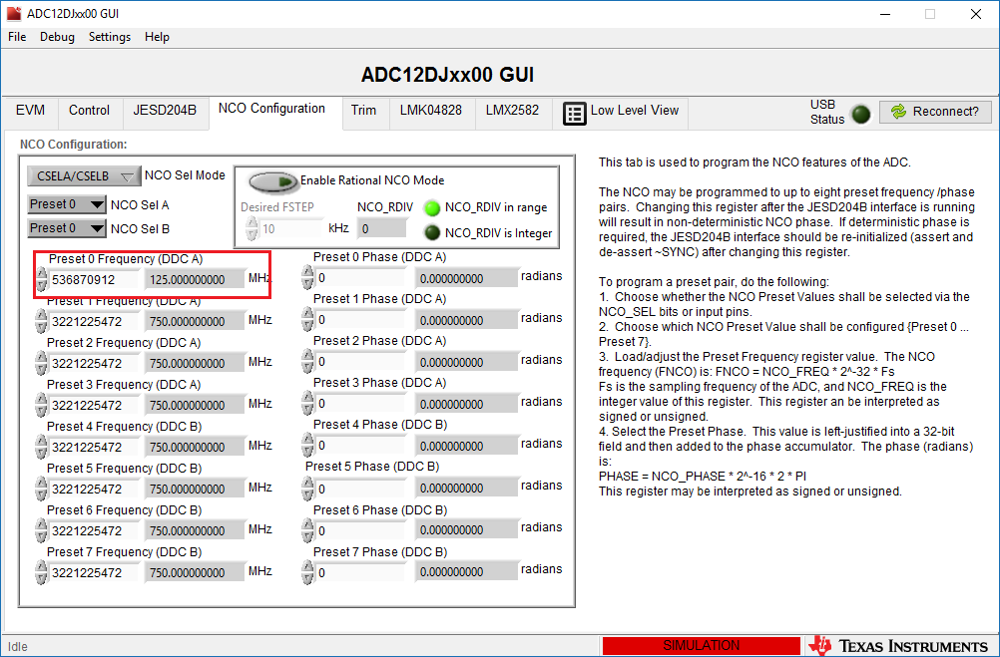 ADC12DJxx00 GUI
File Debug Settings Help
ADC12DJxx00 GUI
EVM Control JESD204B NCO Configuration Trim LMK04828 LMX2582 Low Level View USB Status Reconnect?
NCO Configuration:
CSELA/CSELB NCO Sel Mode
Preset 0 NCO Sel A
Preset 0 NCO Sel B
Enable Rational NCO Mode
Desired FSTEP NCO_RDIV NCO_RDIV in range
10 kHz 0 NCO_RDIV is Integer
Preset 0 Frequency (DDC A) Preset 0 Phase (DDC A)
536870912 125.000000000 MHz 0 0.000000000 radians
Preset 1 Frequency (DDC A) Preset 1 Phase (DDC A)
3221225472 750.000000000 MHz 0 0.000000000 radians
Preset 2 Frequency (DDC A) Preset 2 Phase (DDC A)
3221225472 750.000000000 MHz 0 0.000000000 radians
Preset 3 Frequency (DDC A) Preset 3 Phase (DDC A)
3221225472 750.000000000 MHz 0 0.000000000 radians
Preset 4 Frequency (DDC B) Preset 4 Phase (DDC A)
3221225472 750.000000000 MHz 0 0.000000000 radians
Preset 5 Frequency (DDC B) Preset 5 Phase (DDC B)
3221225472 750.000000000 MHz 0 0.000000000 radians
Preset 6 Frequency (DDC B) Preset 6 Phase (DDC B)
3221225472 750.000000000 MHz 0 0.000000000 radians
Preset 7 Frequency (DDC B) Preset 7 Phase (DDC B)
3221225472 750.000000000 MHz 0 0.000000000 radians
This tab is used to program the NCO features of the ADC.
The NCO may be programmed to up to eight preset frequency /phase
pairs. Changing this register after the JESD204B interface is running
will result in non-deterministic NCO phase. If deterministic phase is
required, the JESD204B interface should be re-initialized (assert and
de-assert ~SYNC) after changing this register.
To program a preset pair, do the following:
1. Choose whether the NCO Preset Values shall be selected via the
NCO_SEL bits or input pins.
2. Choose which NCO Preset Value shall be configured {Preset 0 ...
Preset 7}.
3. Load/adjust the Preset Frequency register value. The NCO
frequency (FNCO) is: FNCO = NCO_FREQ * 2^-32 * Fs
Fs is the sampling frequency of the ADC, and NCO_FREQ is the
integer value of this register. This register an be interpreted as
signed or unsigned.
4. Select the Preset Phase. This value is left-justified into a 32-bit
field and then added to the phase accumulator. The phase (radians)
is:
PHASE = NCO_PHASE * 2^-16 * 2 * PI
This register may be interpreted as signed or unsigned.
Idle SIMULATION TEXAS INSTRUMENTS